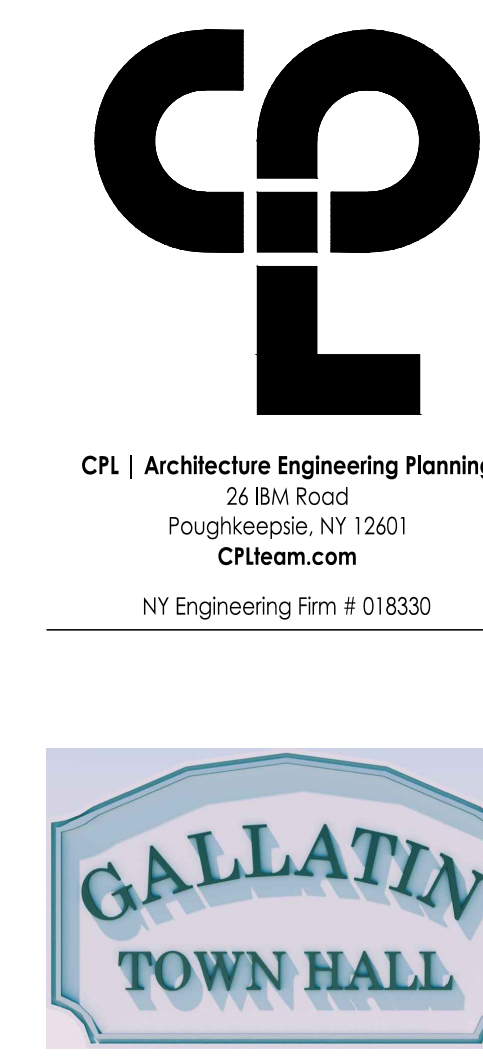 CPL
CPL | Architecture Engineering Planning
26 IBM Road
Poughkeepsie, NY 12601
CPLteam.com
NY Engineering Firm # 018330
GALLATIN
TOWN HALL